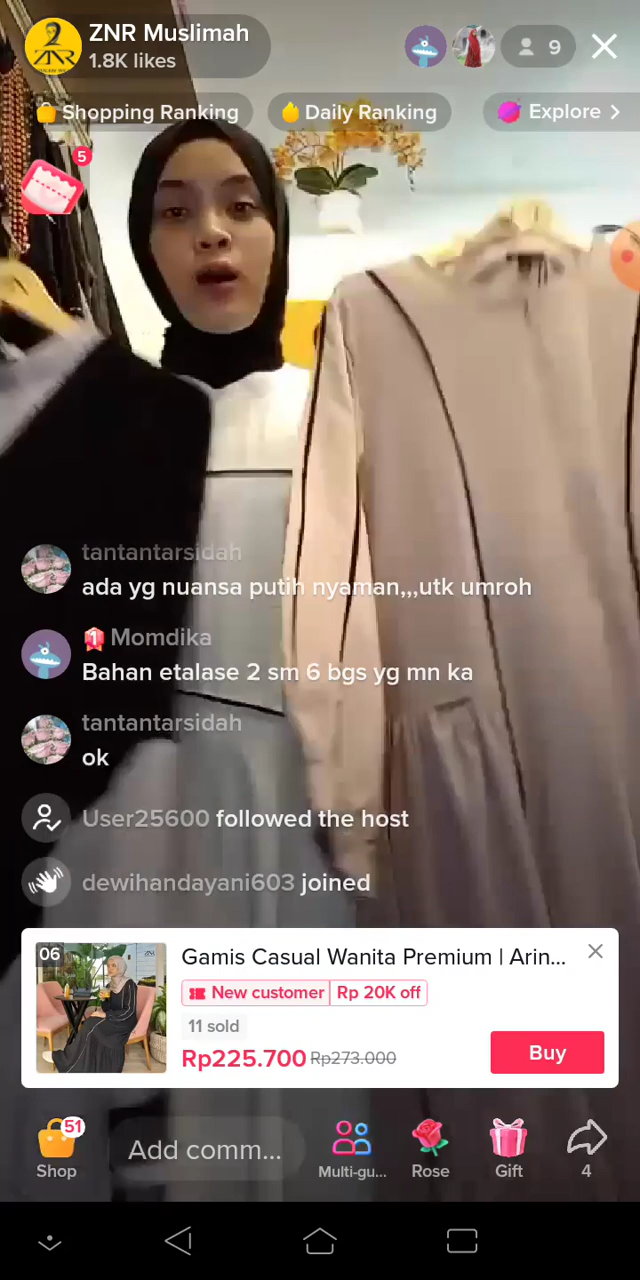 ZNR Muslimah
1.8K likes
9
ZNR
Shopping Ranking
Daily Ranking
Explore
5
tantantarsidah
ada yg nuansa putih nyaman,,,utk umroh
1 Momdika
Bahan etalase 2 sm 6 bgs yg mn ka
tantantarsidah
ok
User25600 followed the host
dewihandayani603 joined
06
Gamis Casual Wanita Premium | Arin...
New customer Rp 20K off
11 sold
Rp225.700 Rp273.000
Buy
51
Shop
Add comm...
Multi-gu...
Rose
Gift
4